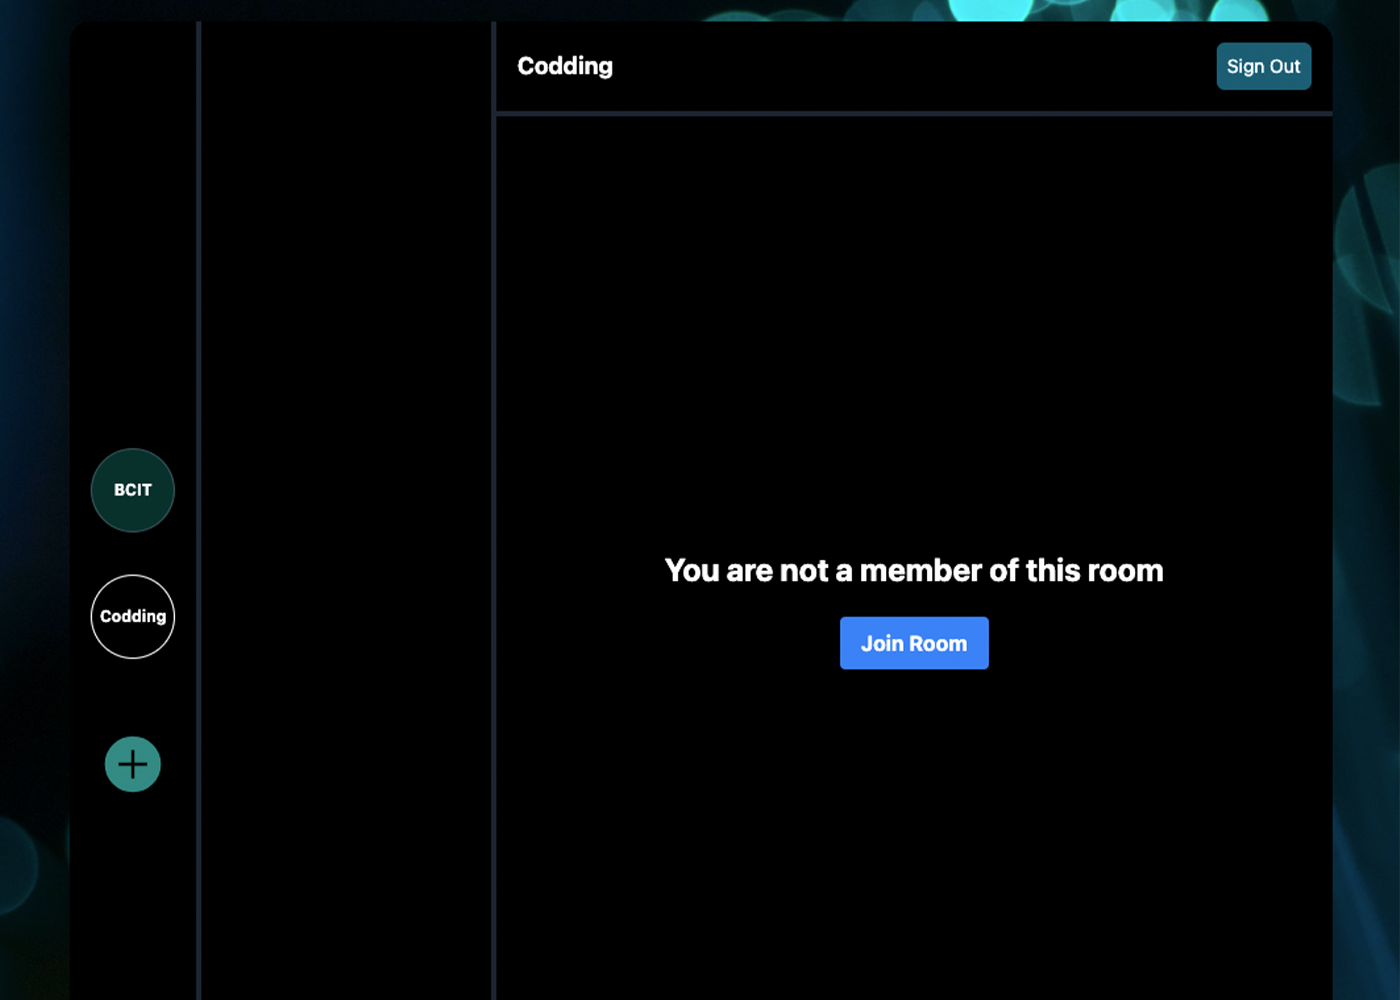 Codding
Sign Out
BCIT
Codding
You are not a member of this room
Join Room